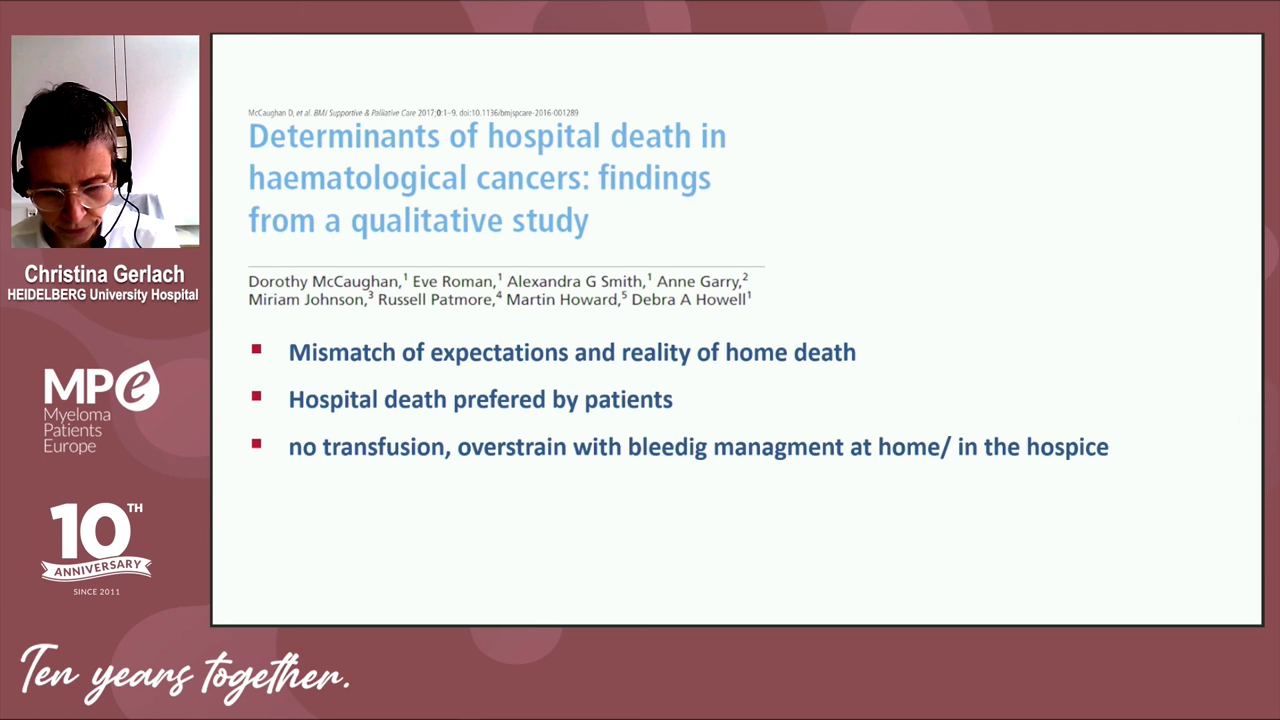 Christina Gerlach
HEIDELBERG University Hospital
MPe
Myeloma
Patients
Europe
10TH
ANNIVERSARY
SINCE 2011
Ten years together.
McCaughan D, et al. BMJ Supportive & Palliative Care 2017;0:1–9. doi:10.1136/bmjspcare-2016-001289
Determinants of hospital death in
haematological cancers: findings
from a qualitative study
Dorothy McCaughan,1 Eve Roman,1 Alexandra G Smith,1 Anne Garry,2
Miriam Johnson,3 Russell Patmore,4 Martin Howard,5 Debra A Howell1
▪ Mismatch of expectations and reality of home death
▪ Hospital death prefered by patients
▪ no transfusion, overstrain with bleedig managment at home/ in the hospice